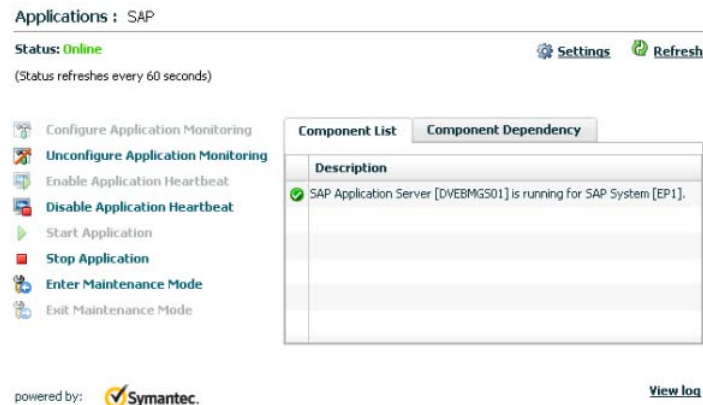 Applications : SAP
Status: Online
Settings
Refresh
(Status refreshes every 60 seconds)
Configure Application Monitoring
Unconfigure Application Monitoring
Enable Application Heartbeat
Disable Application Heartbeat
Start Application
Stop Application
Enter Maintenance Mode
Exit Maintenance Mode
Component List
Component Dependency
Description
SAP Application Server [DVEBMGS01] is running for SAP System [EP1].
powered by:
Symantec.
View log